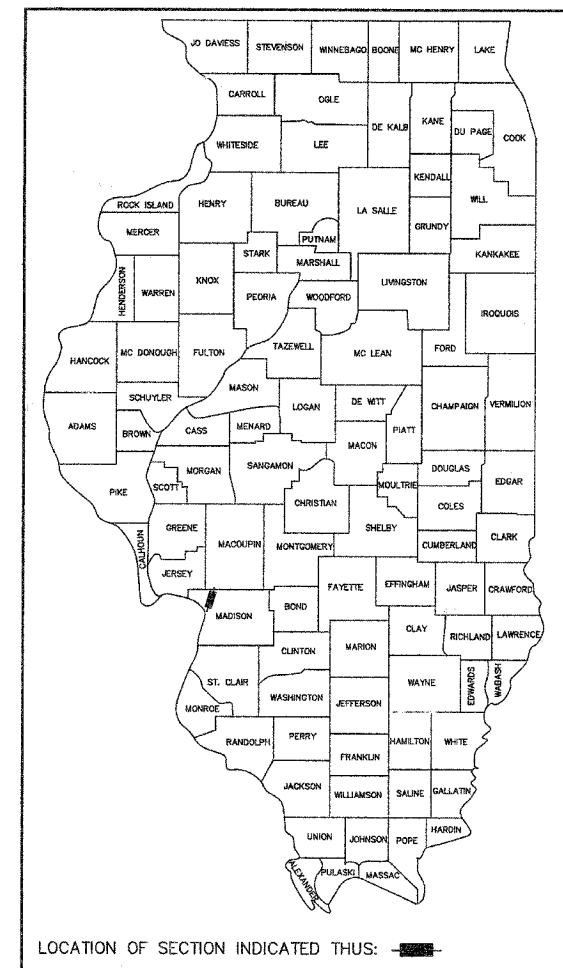 JO DAVIESS STEVENSON WINNEBAGO BOONE MC HENRY LAKE
CARROLL OGLE DE KALB KANE DU PAGE COOK
WHITESIDE LEE
KENDALL
ROCK ISLAND HENRY BUREAU LA SALLE GRUNDY WILL
MERCER PUTNAM
STARK MARSHALL KANKAKEE
HENDERSON WARREN KNOX PEORIA WOODFORD LIVINGSTON
IROQUOIS
HANCOCK MC DONOUGH FULTON TAZEWELL MC LEAN FORD
MASON
SCHUYLER LOGAN DE WITT CHAMPAIGN VERMILION
ADAMS BROWN CASS MENARD MACON PIATT
MORGAN SANGAMON DOUGLAS EDGAR
PIKE SCOTT CHRISTIAN MOULTRIE COLES
GREENE SHELBY
CALHOUN MACOUPIN MONTGOMERY CUMBERLAND CLARK
JERSEY FAYETTE EFFINGHAM JASPER CRAWFORD
MADISON BOND
CLAY RICHLAND LAWRENCE
CLINTON MARION
ST. CLAIR WAYNE EDWARDS WABASH
MONROE WASHINGTON JEFFERSON
RANDOLPH PERRY HAMILTON WHITE
FRANKLIN
JACKSON WILLIAMSON SALINE GALLATIN
UNION JOHNSON POPE HARDIN
ALEXANDER PULASKI MASSAC
LOCATION OF SECTION INDICATED THUS: